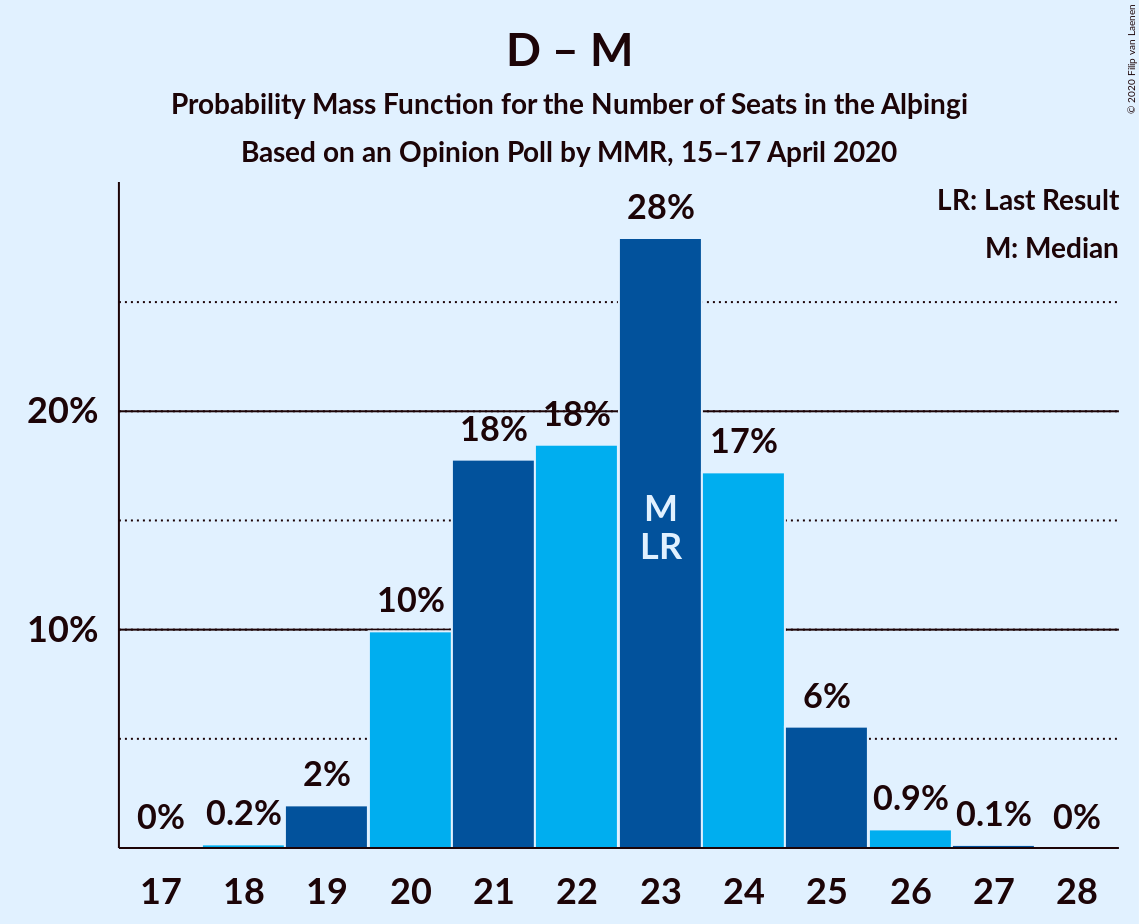 D – M
Probability Mass Function for the Number of Seats in the Alþingi
Based on an Opinion Poll by MMR, 15–17 April 2020
© 2020 Filip van Laenen
LR: Last Result
M: Median
28%
20%
18%
18%
17%
M
LR
10%
10%
6%
2%
0%
0.2%
0.9%
0.1%
0%
17 18 19 20 21 22 23 24 25 26 27 28